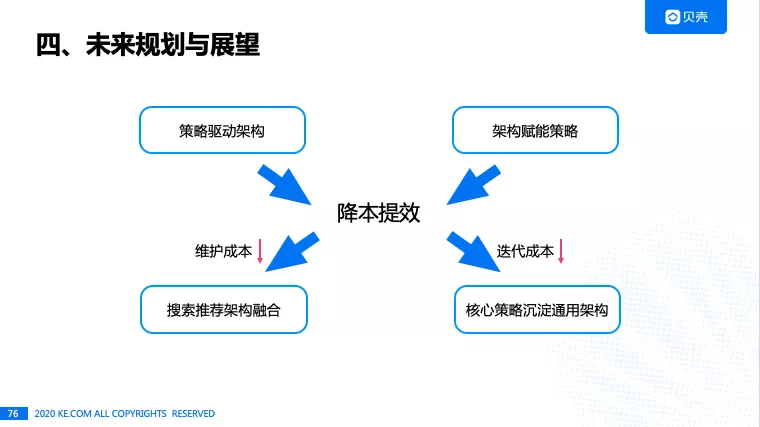 贝壳
四、未来规划与展望
策略驱动架构
架构赋能策略
降本提效
维护成本
迭代成本
搜索推荐架构融合
核心策略沉淀通用架构
76
2020 KE.COM ALL COPYRIGHTS RESERVED